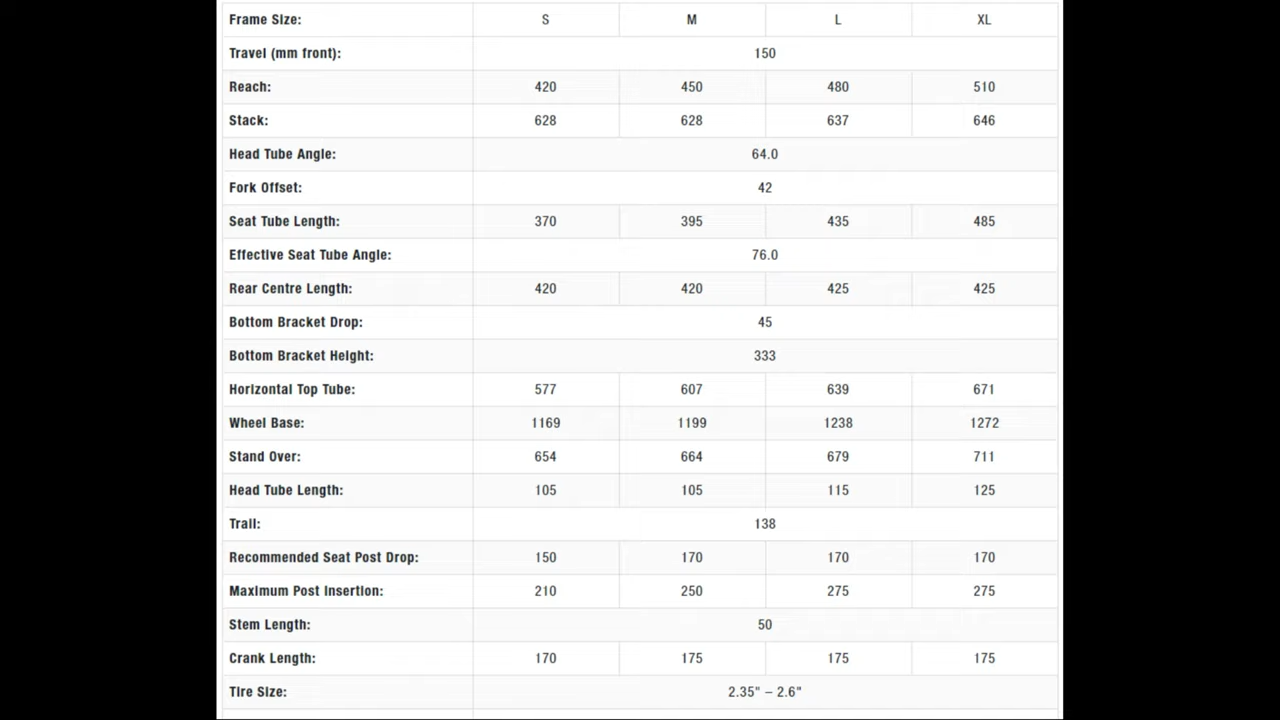 Frame Size: S M L XL
Travel (mm front): 150
Reach: 420 450 480 510
Stack: 628 628 637 646
Head Tube Angle: 64.0
Fork Offset: 42
Seat Tube Length: 370 395 435 485
Effective Seat Tube Angle: 76.0
Rear Centre Length: 420 420 425 425
Bottom Bracket Drop: 45
Bottom Bracket Height: 333
Horizontal Top Tube: 577 607 639 671
Wheel Base: 1169 1199 1238 1272
Stand Over: 654 664 679 711
Head Tube Length: 105 105 115 125
Trail: 138
Recommended Seat Post Drop: 150 170 170 170
Maximum Post Insertion: 210 250 275 275
Stem Length: 50
Crank Length: 170 175 175 175
Tire Size: 2.35" – 2.6"